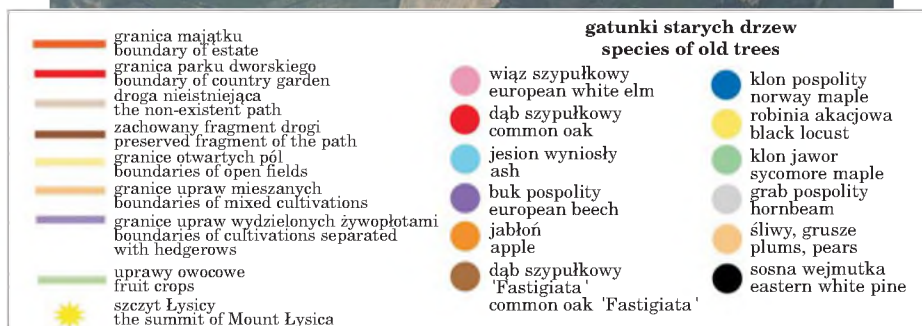 granica majątku
boundary of estate
granica parku dworskiego
boundary of country garden
droga nieistniejąca
the non-existent path
zachowany fragment drogi
preserved fragment of the path
granice otwartych pól
boundaries of open fields
granice upraw mieszanych
boundaries of mixed cultivations
granice upraw wydzielonych żywopłotami
boundaries of cultivations separated
with hedgerows
uprawy owocowe
fruit crops
szczyt Łysicy
the summit of Mount Łysica
gatunki starych drzew
species of old trees
wiąz szypułkowy
european white elm
dąb szypułkowy
common oak
jesion wyniosły
ash
buk pospolity
european beech
jabłoń
apple
dąb szypułkowy
'Fastigiata'
common oak 'Fastigiata'
klon pospolity
norway maple
robinia akacjowa
black locust
klon jawor
sycomore maple
grab pospolity
hornbeam
śliwy, grusze
plums, pears
sosna wejmutka
eastern white pine